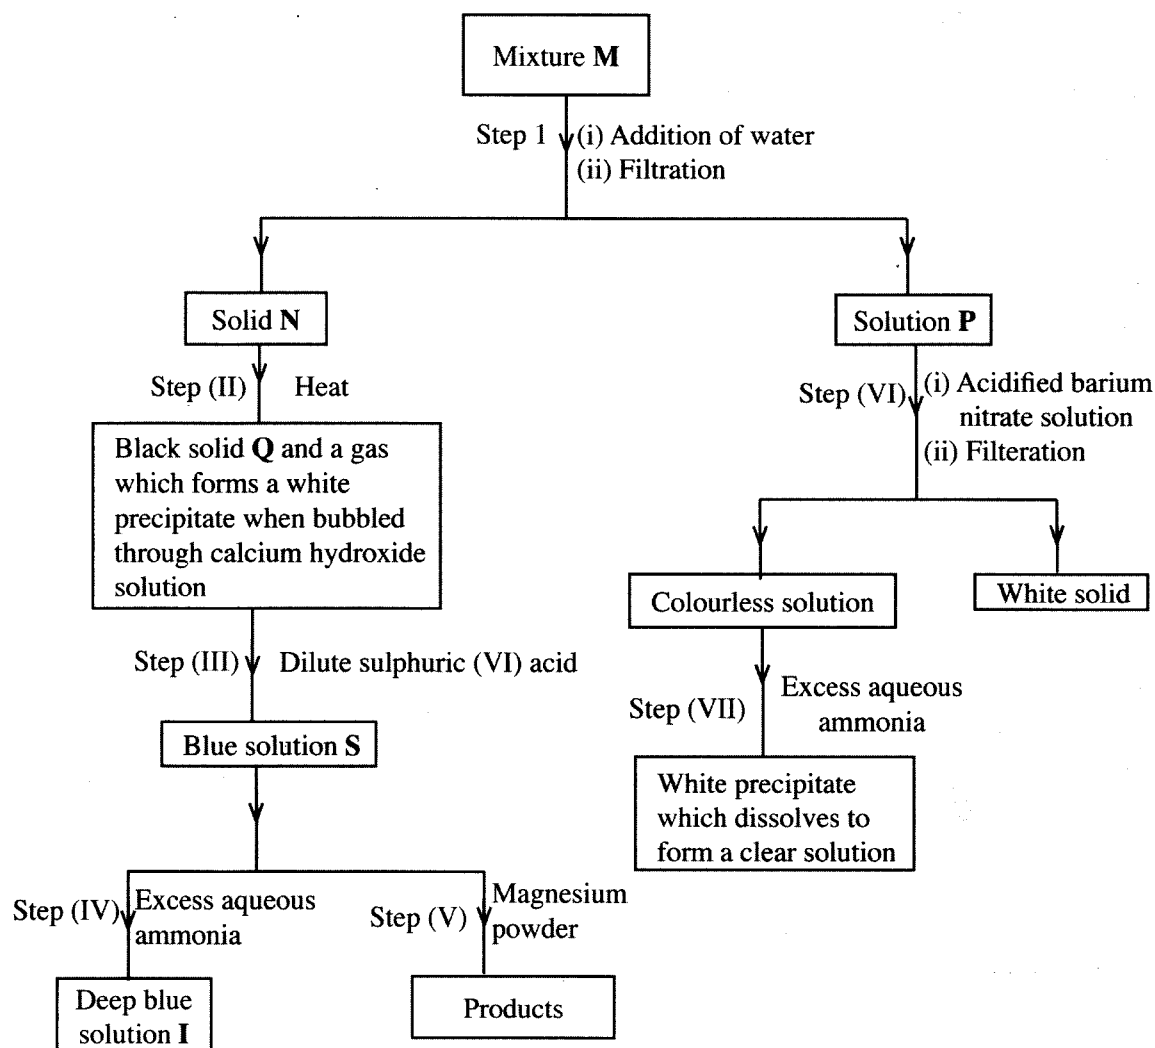 Mixture M
Step 1
(i) Addition of water
(ii) Filtration
Solid N
Solution P
Step (II)
Heat
Step (VI)
(i) Acidified barium
nitrate solution
(ii) Filteration
Black solid Q and a gas
which forms a white
precipitate when bubbled
through calcium hydroxide
solution
Colourless solution
White solid
Step (III)
Dilute sulphuric (VI) acid
Step (VII)
Excess aqueous
ammonia
Blue solution S
White precipitate
which dissolves to
form a clear solution
Step (IV)
Excess aqueous
ammonia
Step (V)
Magnesium
powder
Deep blue
solution I
Products